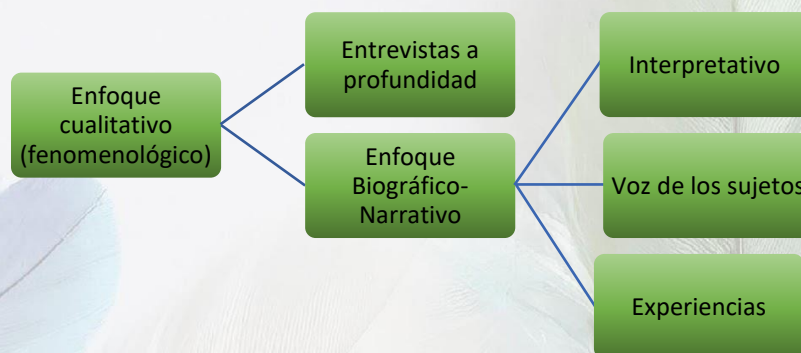 Enfoque
cualitativo
(fenomenológico)
Entrevistas a
profundidad
Enfoque
Biográfico-
Narrativo
Interpretativo
Voz de los sujetos
Experiencias